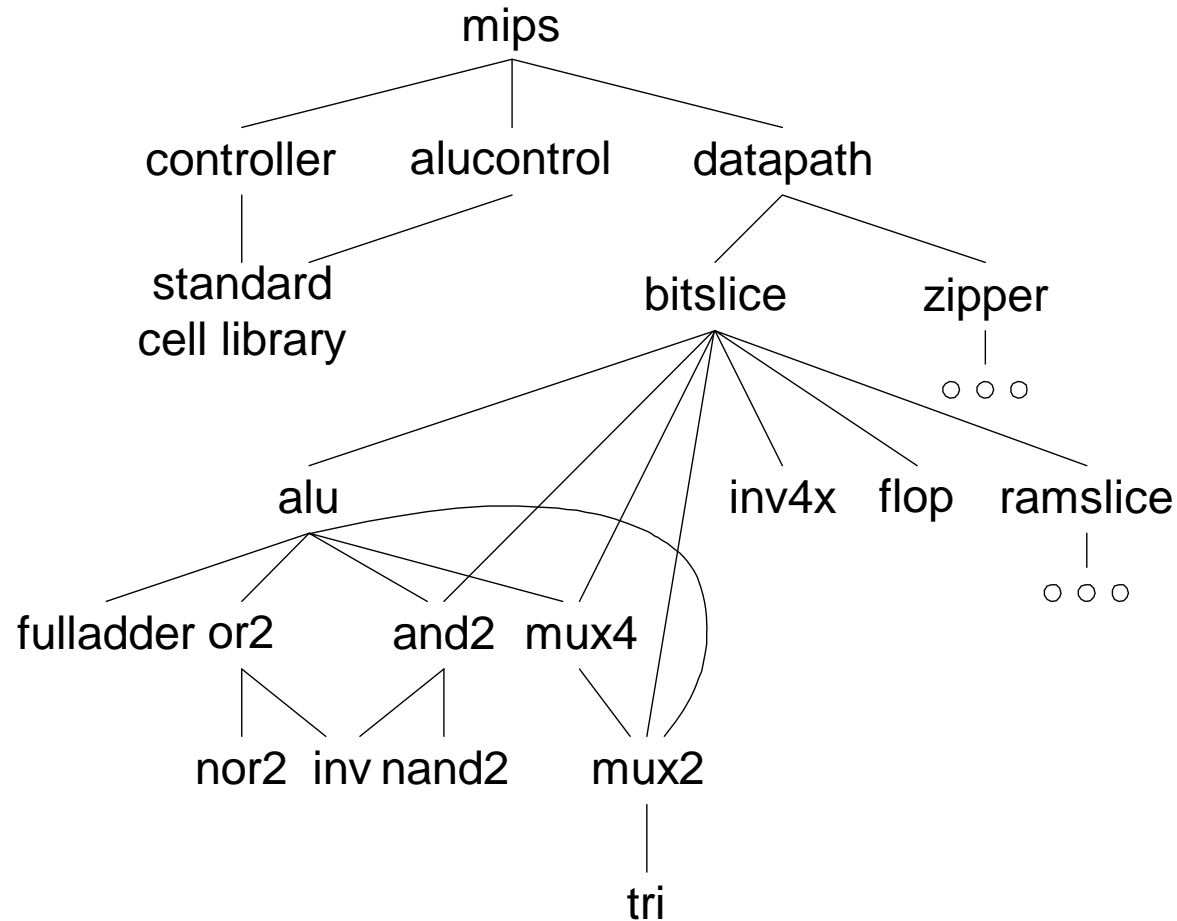 mips
controller alucontrol datapath
standard
cell library
bitslice zipper
alu inv4x flop ramslice
fulladder or2 and2 mux4
nor2 inv nand2 mux2
tri